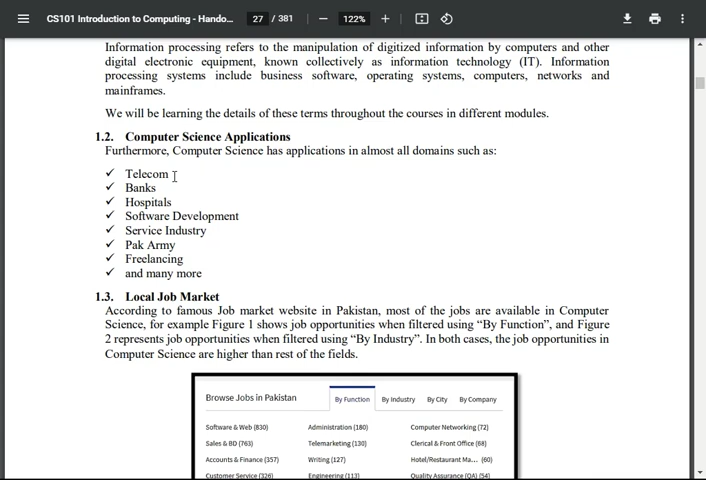 CS101 Introduction to Computing - Hando...
27 / 381
122%
Information processing refers to the manipulation of digitized information by computers and other
digital electronic equipment, known collectively as information technology (IT). Information
processing systems include business software, operating systems, computers, networks and
mainframes.
We will be learning the details of these terms throughout the courses in different modules.
1.2. Computer Science Applications
Furthermore, Computer Science has applications in almost all domains such as:
✓ Telecom
✓ Banks
✓ Hospitals
✓ Software Development
✓ Service Industry
✓ Pak Army
✓ Freelancing
✓ and many more
1.3. Local Job Market
According to famous Job market website in Pakistan, most of the jobs are available in Computer
Science, for example Figure 1 shows job opportunities when filtered using “By Function”, and Figure
2 represents job opportunities when filtered using “By Industry”. In both cases, the job opportunities in
Computer Science are higher than rest of the fields.
Browse Jobs in Pakistan By Function By Industry By City By Company
Software & Web (830) Administration (180) Computer Networking (72)
Sales & BD (763) Telemarketing (130) Clerical & Front Office (68)
Accounts & Finance (357) Writing (127) Hotel/Restaurant Ma... (60)
Customer Service (326) Engineering (113) Quality Assurance (QA) (54)